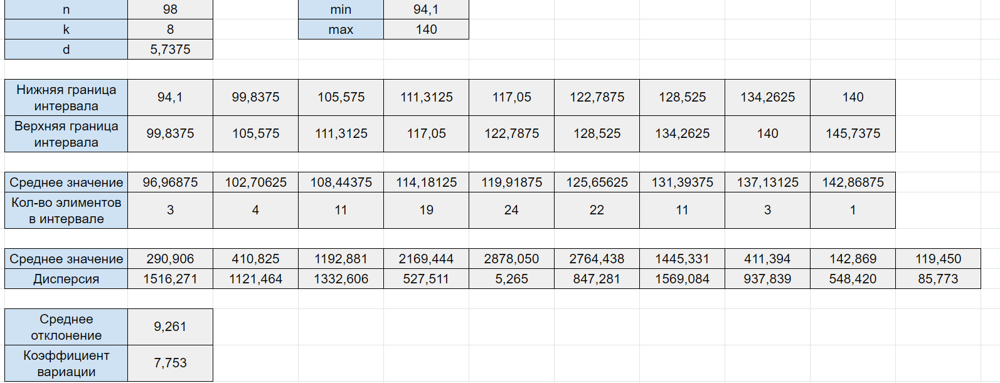 n 98 min 94,1
k 8 max 140
d 5,7375
Нижняя граница
интервала 94,1 99,8375 105,575 111,3125 117,05 122,7875 128,525 134,2625 140
Верхняя граница
интервала 99,8375 105,575 111,3125 117,05 122,7875 128,525 134,2625 140 145,7375
Среднее значение 96,96875 102,70625 108,44375 114,18125 119,91875 125,65625 131,39375 137,13125 142,86875
Кол-во элиментов
в интервале 3 4 11 19 24 22 11 3 1
Среднее значение 290,906 410,825 1192,881 2169,444 2878,050 2764,438 1445,331 411,394 142,869 119,450
Дисперсия 1516,271 1121,464 1332,606 527,511 5,265 847,281 1569,084 937,839 548,420 85,773
Среднее
отклонение 9,261
Коэффициент
вариации 7,753